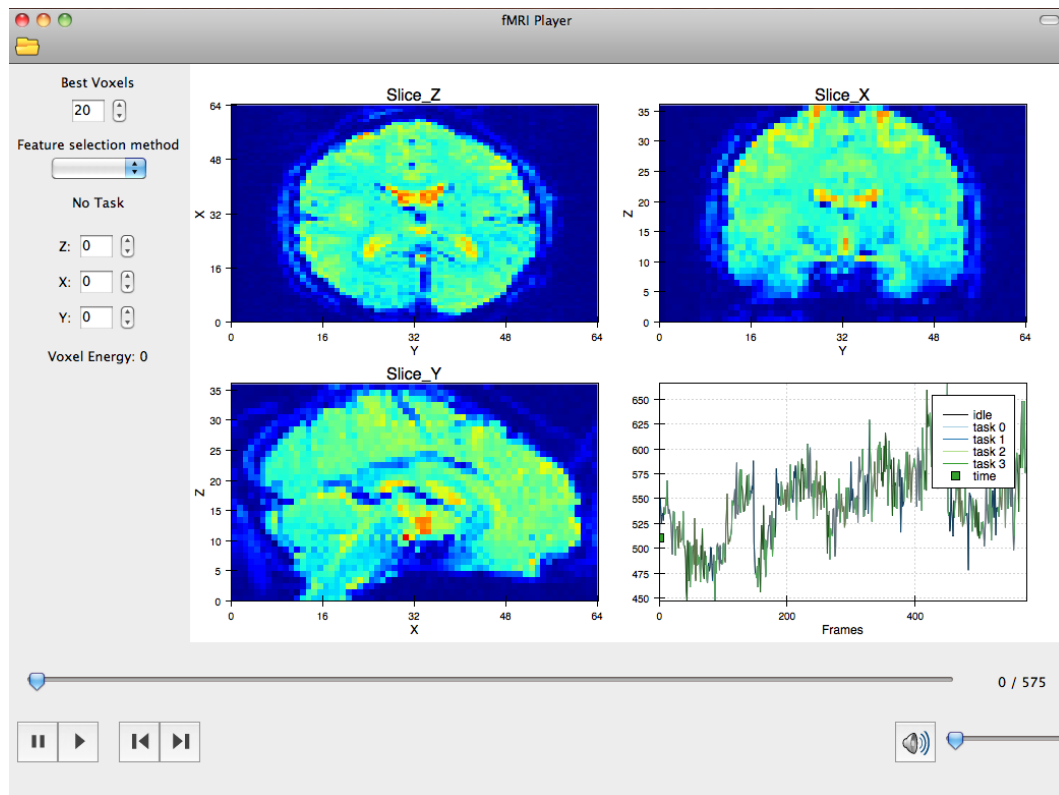 fMRI Player
Best Voxels
20
Feature selection method
No Task
Z: 0
X: 0
Y: 0
Voxel Energy: 0
Slice_Z
64
48
32
16
0
X
0 16 32 48 64
Y
Slice_X
35
30
25
20
15
10
5
0
Z
0 16 32 48 64
Y
Slice_Y
35
30
25
20
15
10
5
0
Z
0 16 32 48 64
X
650
625
600
575
550
525
500
475
450
0 200 400
Frames
idle
task 0
task 1
task 2
task 3
time
0 / 575